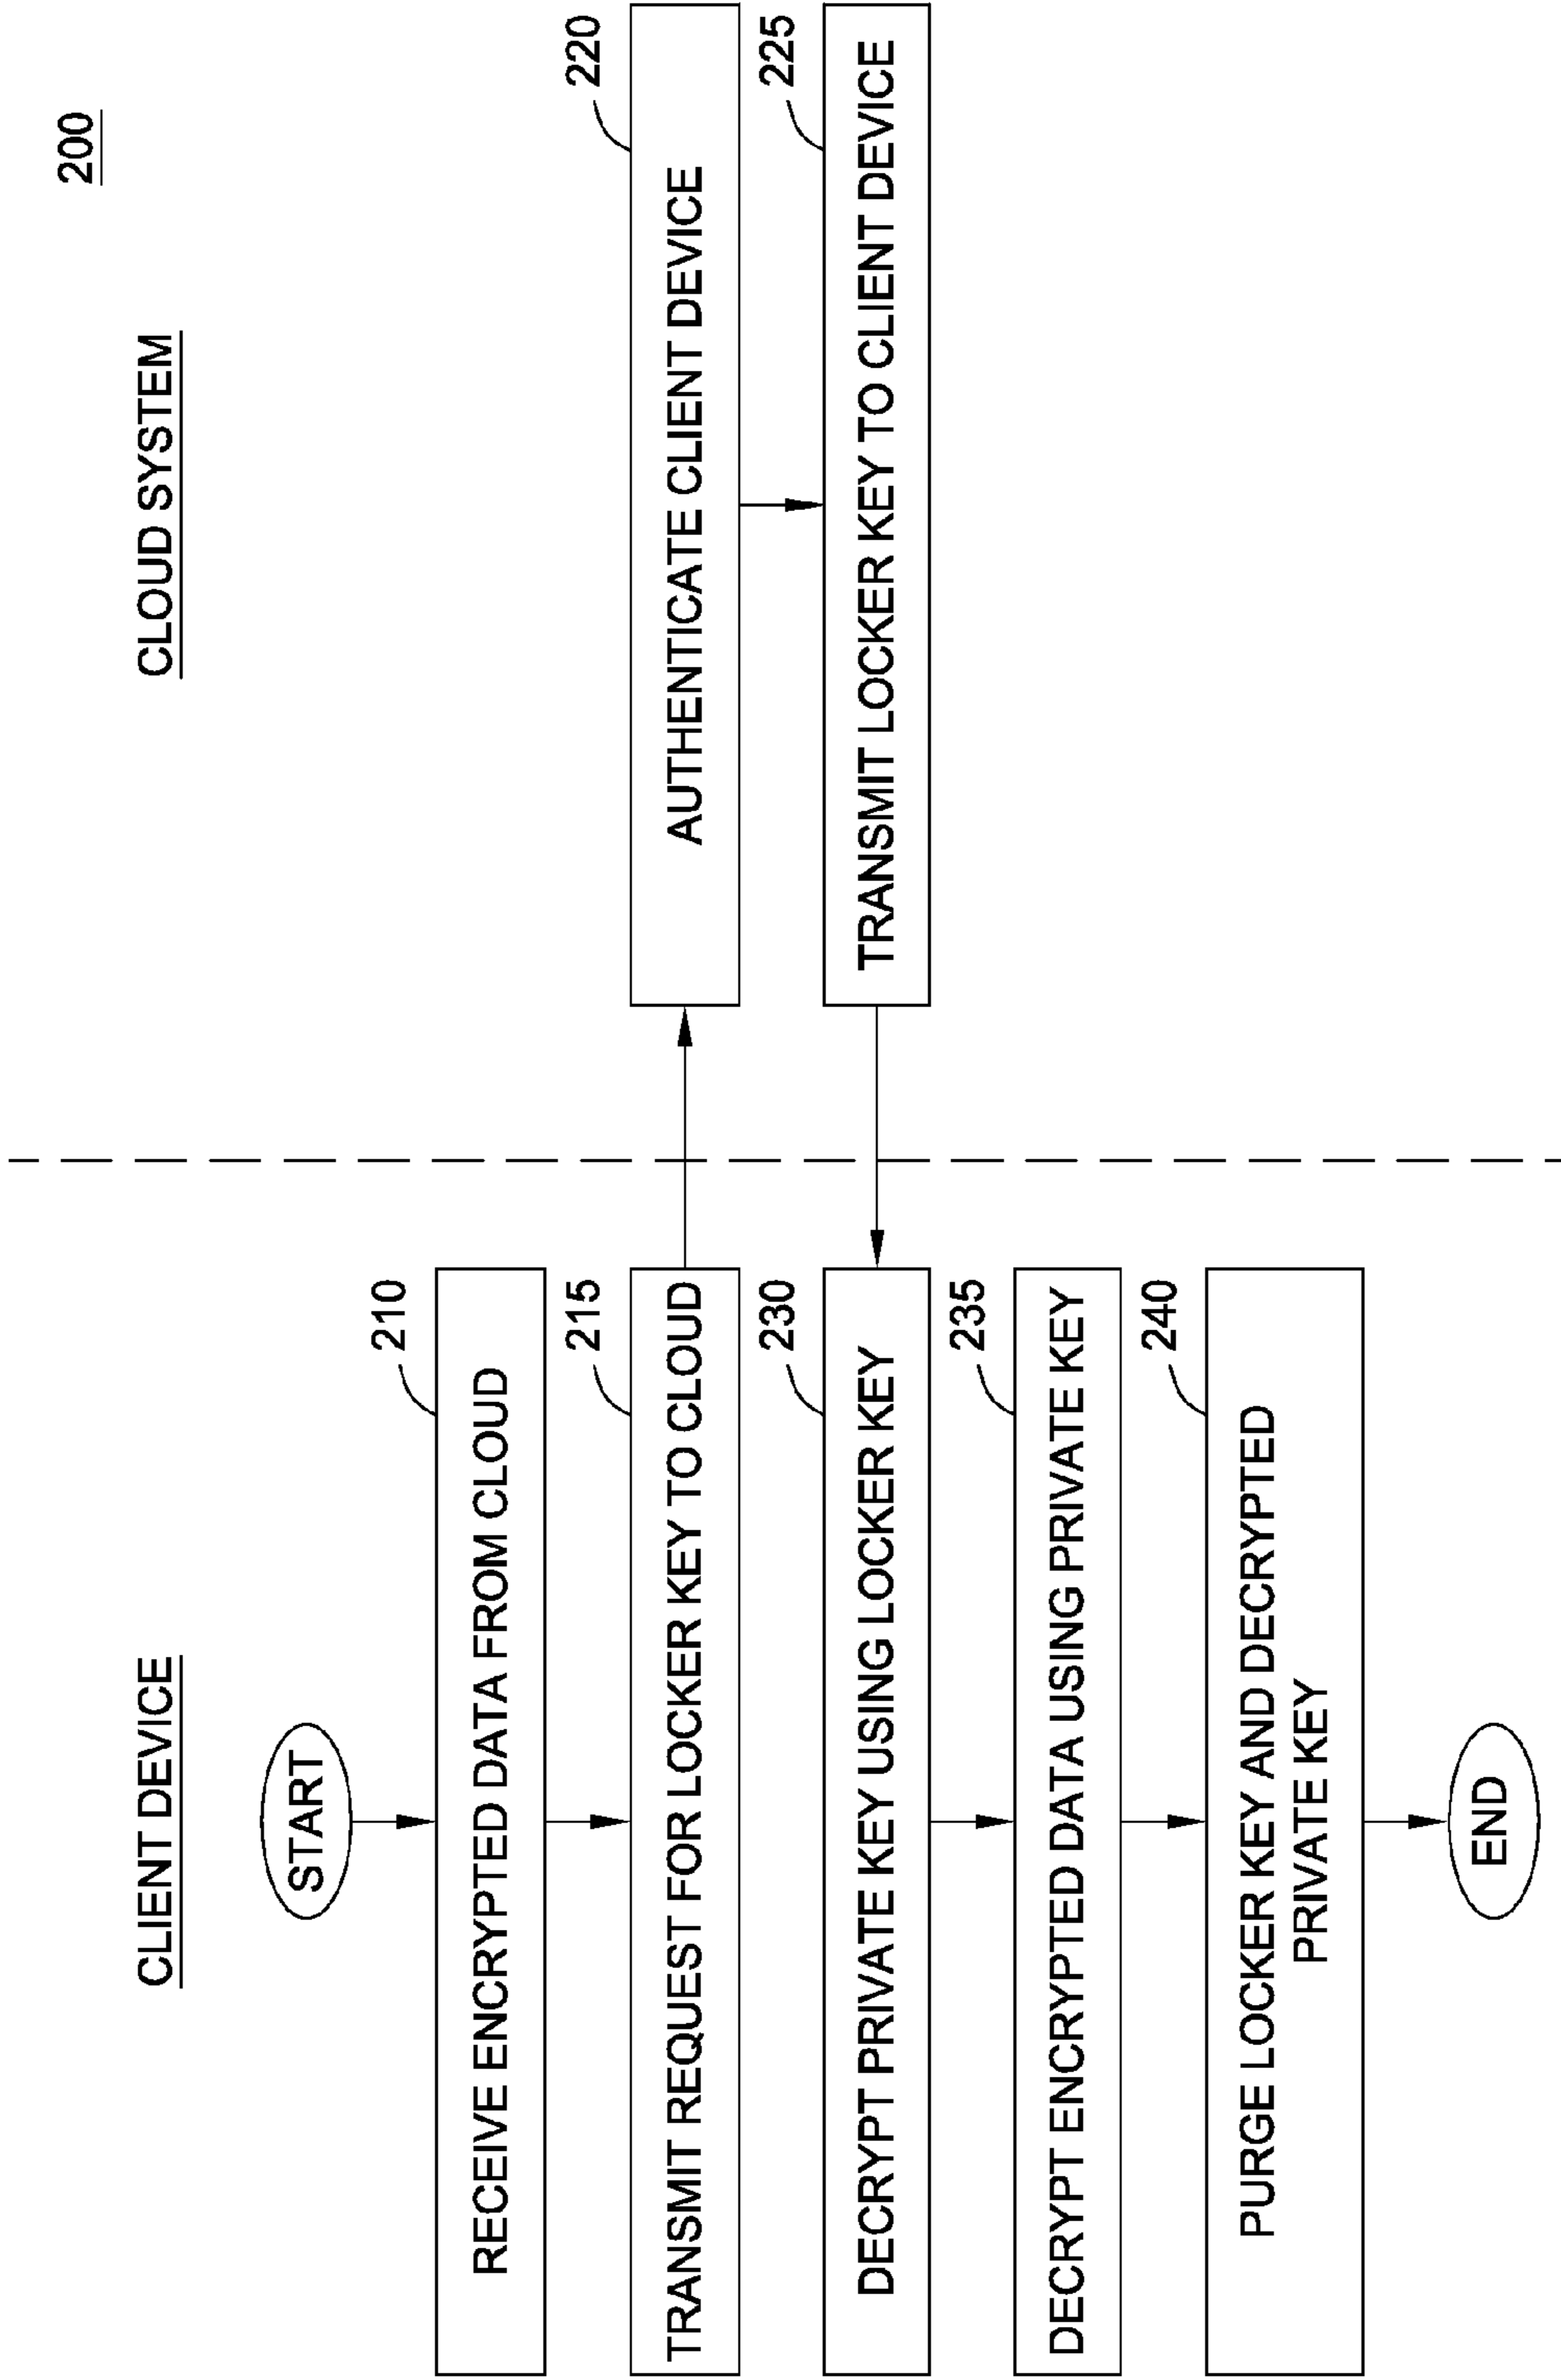 200
CLIENT DEVICE
CLOUD SYSTEM
START
210
RECEIVE ENCRYPTED DATA FROM CLOUD
215
TRANSMIT REQUEST FOR LOCKER KEY TO CLOUD
220
AUTHENTICATE CLIENT DEVICE
225
TRANSMIT LOCKER KEY TO CLIENT DEVICE
230
DECRYPT PRIVATE KEY USING LOCKER KEY
235
DECRYPT ENCRYPTED DATA USING PRIVATE KEY
240
PURGE LOCKER KEY AND DECRYPTED
PRIVATE KEY
END